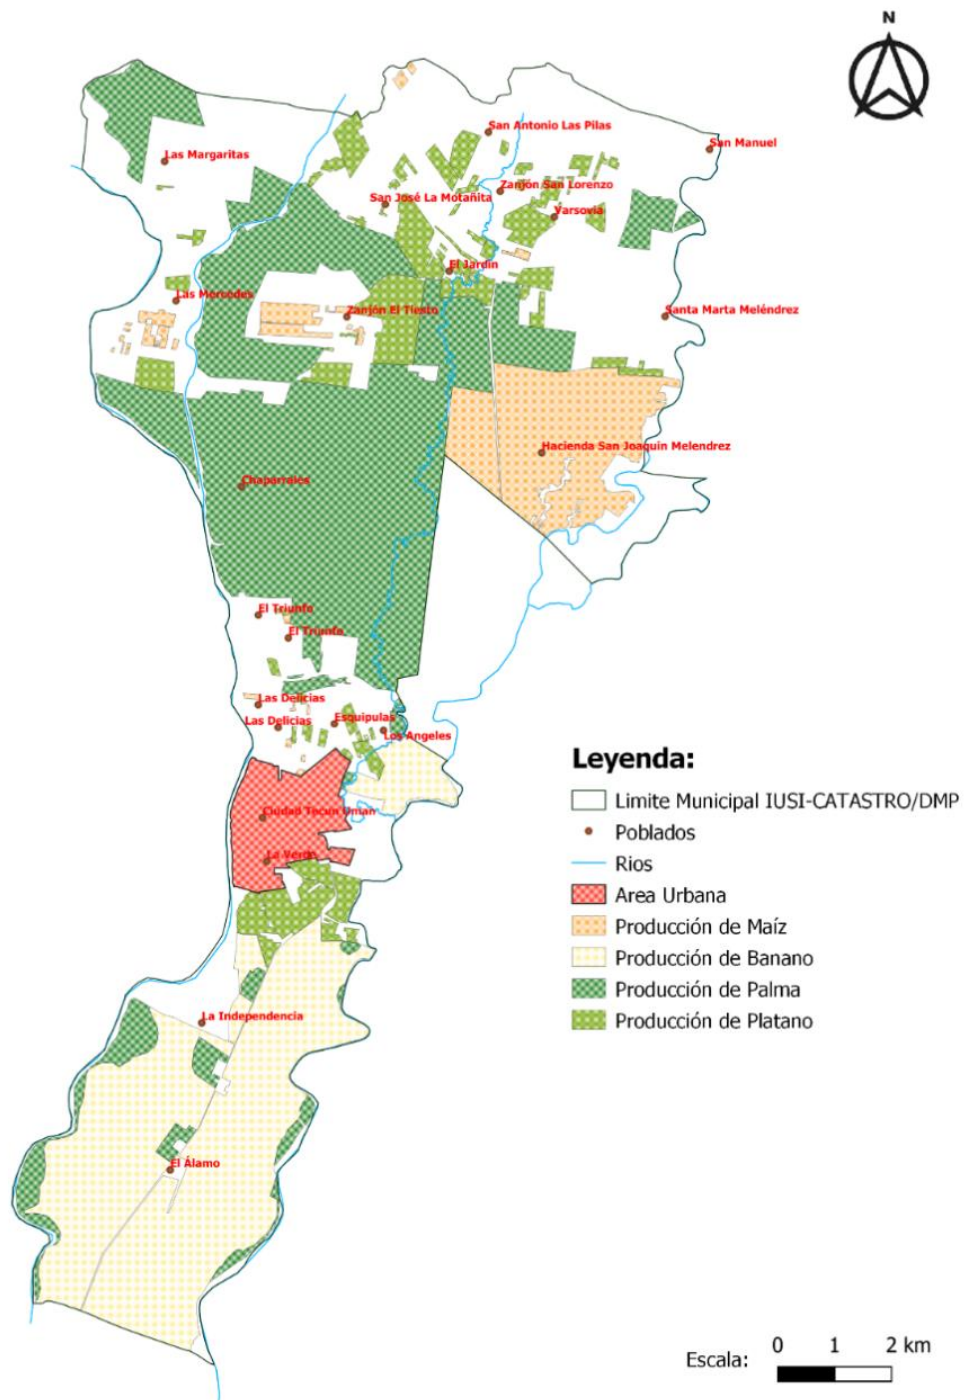 N
San Antonio Las Pilas
San Manuel
Las Margaritas
Zanjón San Lorenzo
San José La Motañita
Varsovia
El Jardín
Las Mercedes
Zanjón El Tiesto
Santa Marta Meléndrez
Hacienda San Joaquin Melendrez
Chaparrales
El Triunfo
El Triunfo
Las Delicias
Esquipulas
Las Delicias
Los Angeles
Leyenda:
Limite Municipal IUSI-CATASTRO/DMP
Ciudad Tecun Uman
Poblados
La Verde
Rios
Area Urbana
Producción de Maíz
Producción de Banano
Producción de Palma
La Independencia
Producción de Platano
El Álamo
0 1 2 km
Escala: